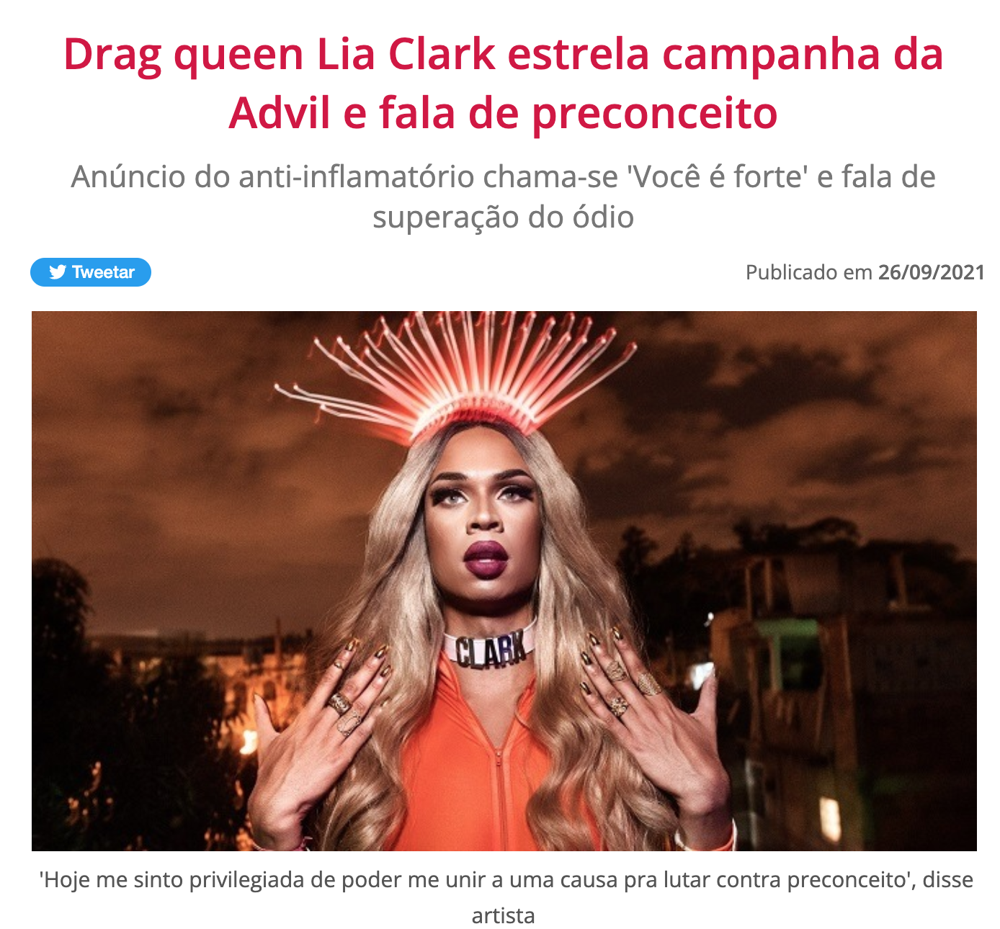 Drag queen Lia Clark estrela campanha da
Advil e fala de preconceito
Anúncio do anti-inflamatório chama-se 'Você é forte' e fala de
superação do ódio
Tweetar
Publicado em 26/09/2021
CLARK
'Hoje me sinto privilegiada de poder me unir a uma causa pra lutar contra preconceito', disse
artista